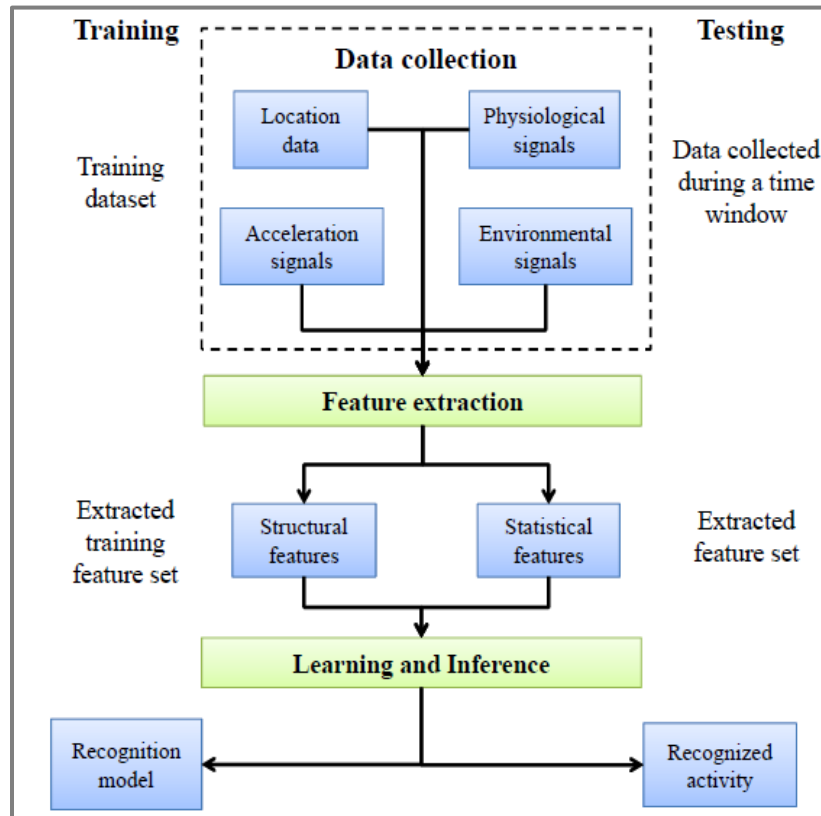 Training
Testing
Data collection
Location
data
Physiological
signals
Training
dataset
Data collected
during a time
window
Acceleration
signals
Environmental
signals
Feature extraction
Extracted
training
feature set
Structural
features
Statistical
features
Extracted
feature set
Learning and Inference
Recognition
model
Recognized
activity